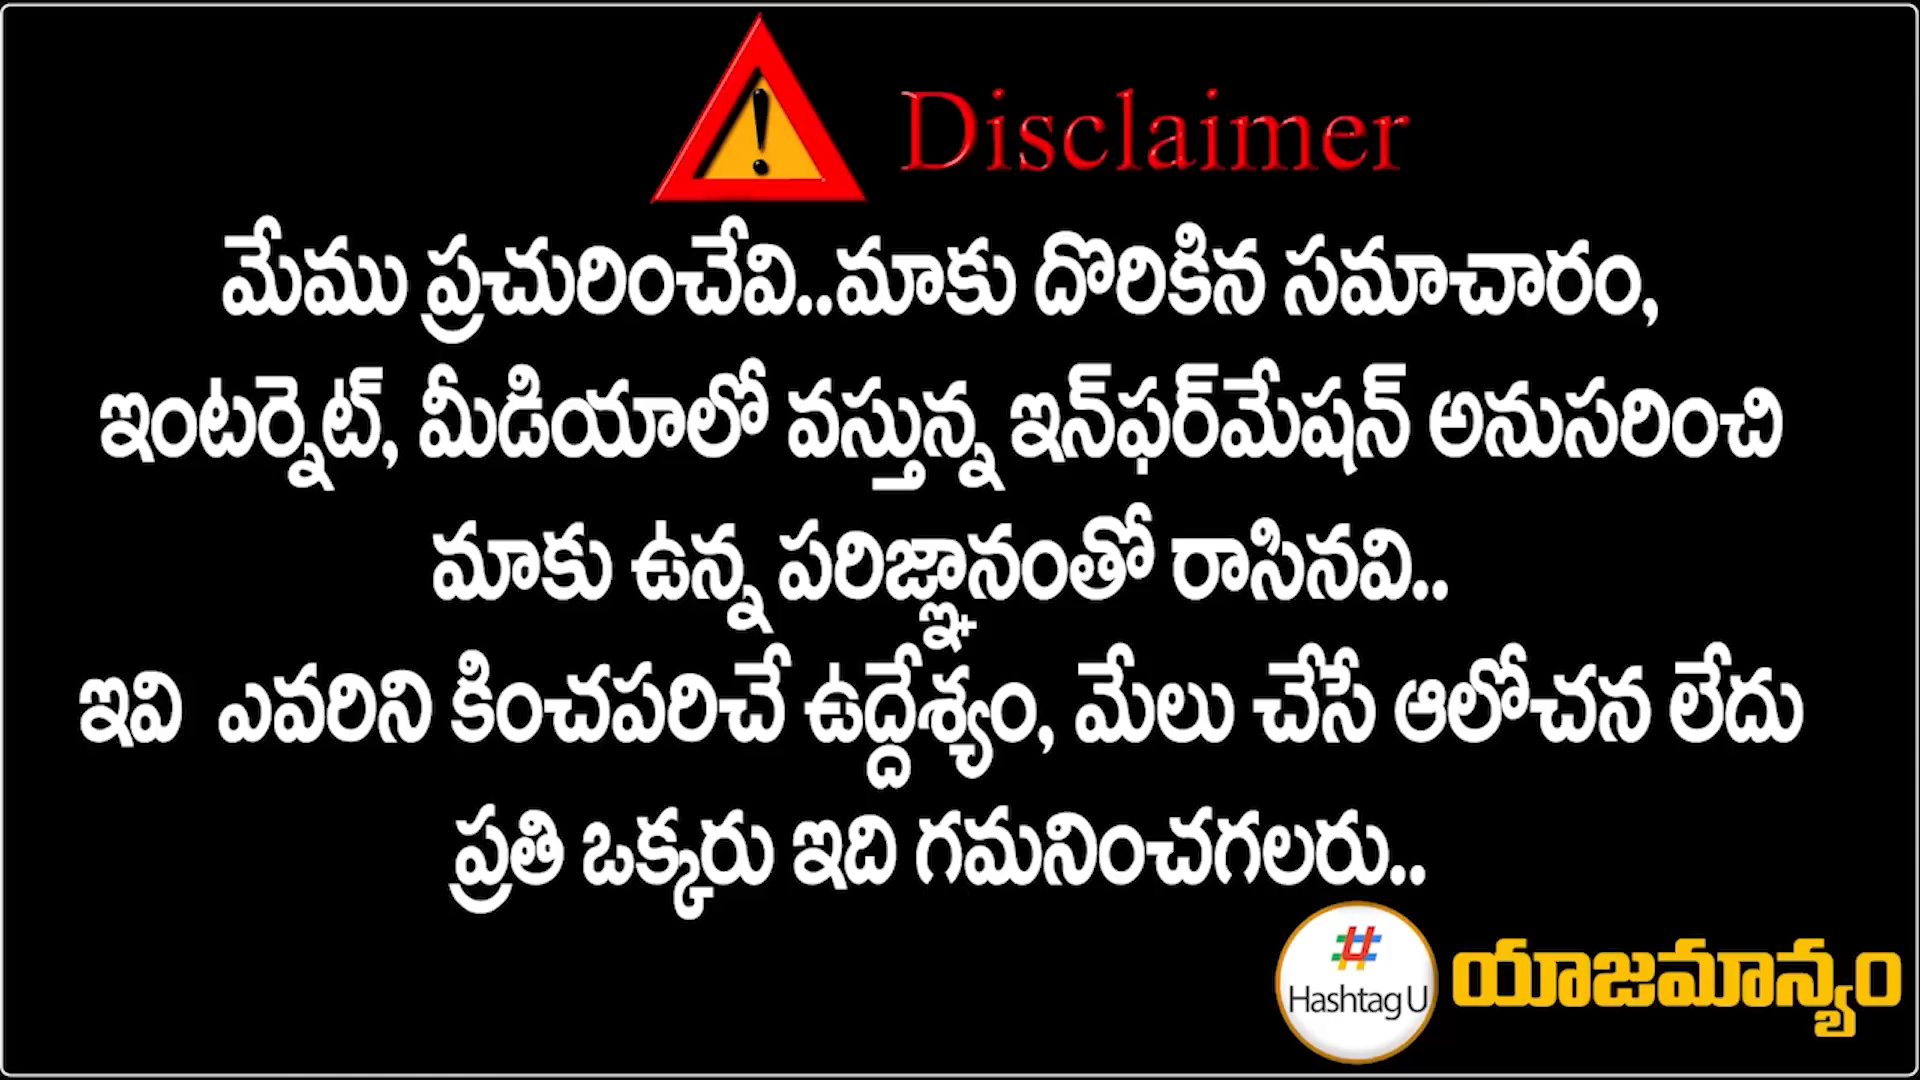 Disclaimer
మేము ప్రచురించేవి..మాకు దొరికిన సమాచారం,
ఇంటర్నెట్, మీడియాలో వస్తున్న ఇన్‌ఫర్‌మేషన్ అనుసరించి
మాకు ఉన్న పరిజ్ఞానంతో రాసినవి..
ఇవి ఎవరిని కించపరిచే ఉద్దేశ్యం, మేలు చేసే ఆలోచన లేదు
ప్రతి ఒక్కరు ఇది గమనించగలరు..
#
Hashtag U
యాజమాన్యం